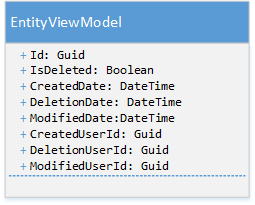 EntityViewModel
+ Id: Guid
+ IsDeleted: Boolean
+ CreatedDate: DateTime
+ DeletionDate: DateTime
+ ModifiedDate:DateTime
+ CreatedUserId: Guid
+ DeletionUserId: Guid
+ ModifiedUserId: Guid